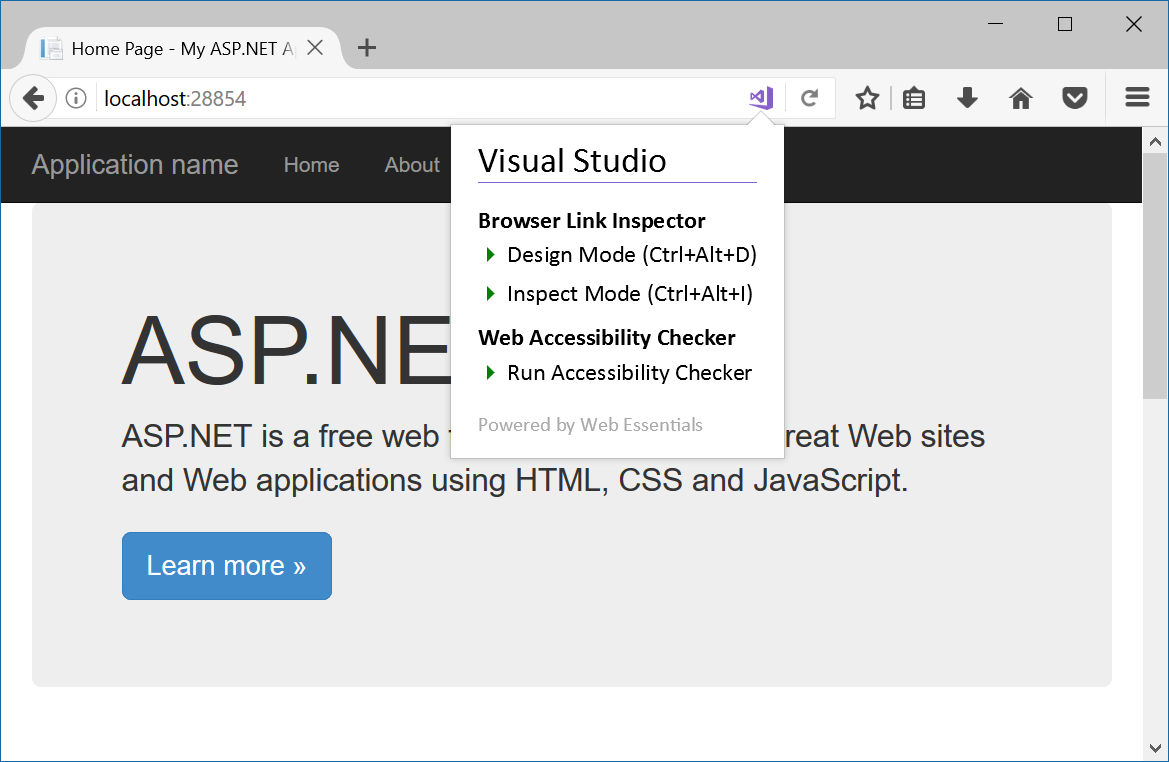 Home Page - My ASP.NET A
localhost:28854
Application name
Home
About
Visual Studio
Browser Link Inspector
Design Mode (Ctrl+Alt+D)
Inspect Mode (Ctrl+Alt+I)
Web Accessibility Checker
Run Accessibility Checker
Powered by Web Essentials
ASP.NE
ASP.NET is a free web reat Web sites
and Web applications using HTML, CSS and JavaScript.
Learn more »